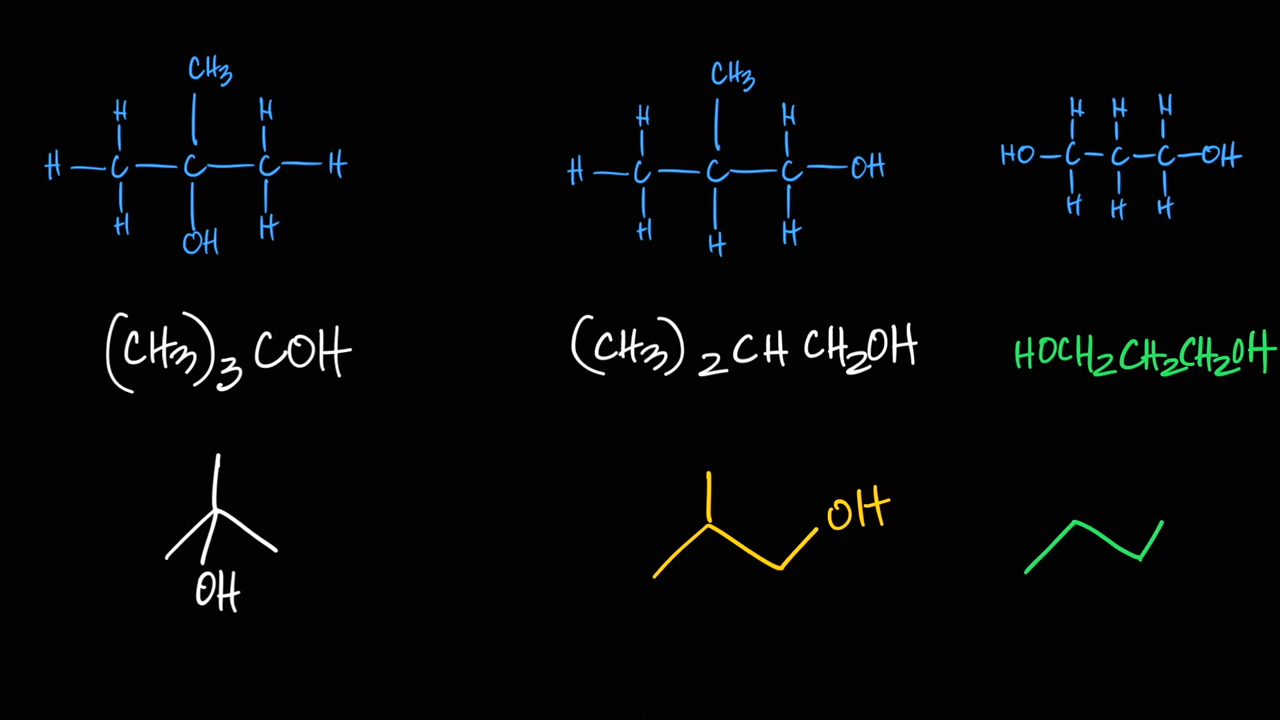 CH3 CH3
H H H H H H H
H—C—C—C—H H—C—C—C—OH HO—C—C—C—OH
H OH H H H H H H H
(CH3)3COH (CH3)2CHCH2OH HOCH2CH2CH2OH
OH
OH